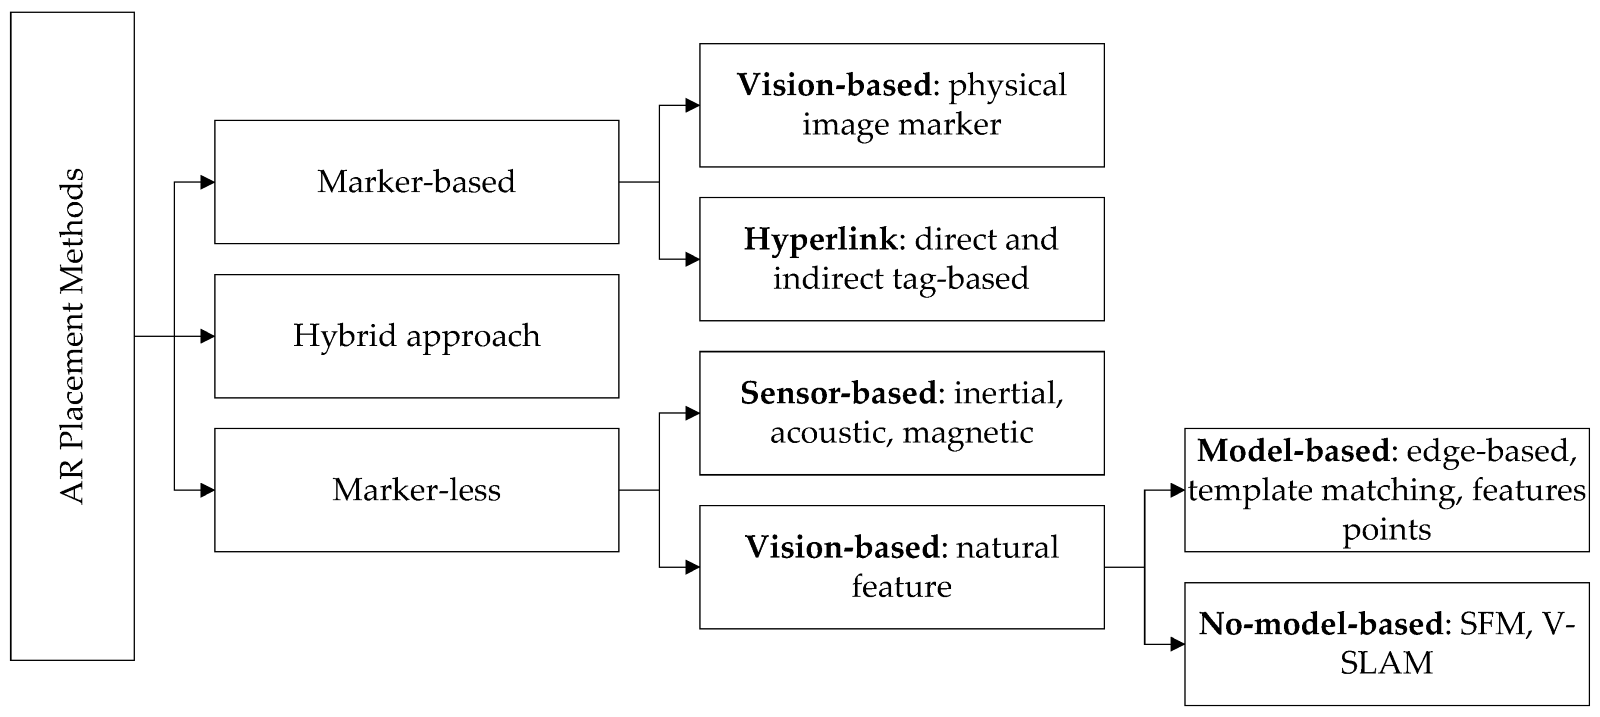 AR Placement Methods
Marker-based
Hybrid approach
Marker-less
Vision-based: physical
image marker
Hyperlink: direct and
indirect tag-based
Sensor-based: inertial,
acoustic, magnetic
Vision-based: natural
feature
Model-based: edge-based,
template matching, features
points
No-model-based: SFM, V-
SLAM